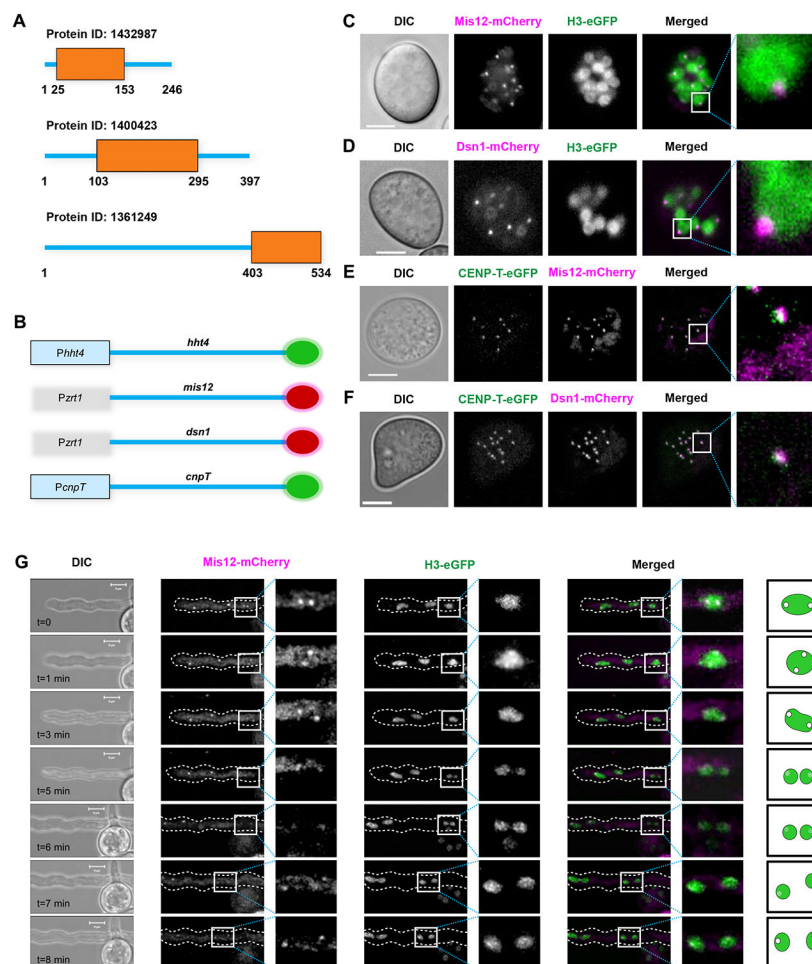 A
Protein ID: 1432987
1 25 153 246
Protein ID: 1400423
1 103 295 397
Protein ID: 1361249
1 403 534
B
Phht4 hht4
Pzrt1 mis12
Pzrt1 dsn1
PcnpT cnpT
C DIC Mis12-mCherry H3-eGFP Merged
D DIC Dsn1-mCherry H3-eGFP Merged
E DIC CENP-T-eGFP Mis12-mCherry Merged
F DIC CENP-T-eGFP Dsn1-mCherry Merged
G DIC Mis12-mCherry H3-eGFP Merged
t=0
t=1 min
t=3 min
t=5 min
t=6 min
t=7 min
t=8 min